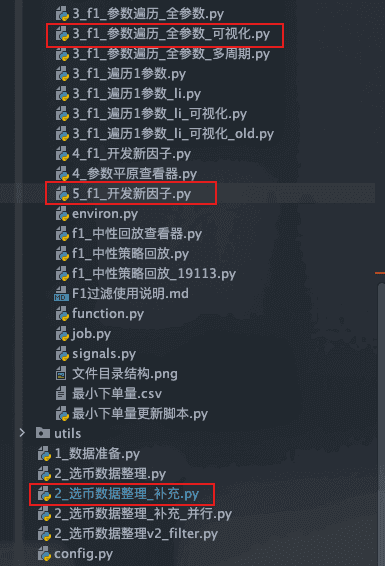 3_f1_参数遍历_全参数.py
3_f1_参数遍历_全参数_可视化.py
3_f1_参数遍历_全参数_多周期.py
3_f1_遍历1参数.py
3_f1_遍历1参数_li.py
3_f1_遍历1参数_li_可视化.py
3_f1_遍历1参数_li_可视化_old.py
4_f1_开发新因子.py
4_参数平原查看器.py
5_f1_开发新因子.py
environ.py
f1_中性回放查看器.py
f1_中性策略回放.py
f1_中性策略回放_19113.py
MD F1过滤使用说明.md
function.py
job.py
signals.py
文件目录结构.png
最小下单量.csv
最小下单量更新脚本.py
utils
1_数据准备.py
2_选币数据整理.py
2_选币数据整理_补充.py
2_选币数据整理_补充_并行.py
2_选币数据整理v2_filter.py
config.py